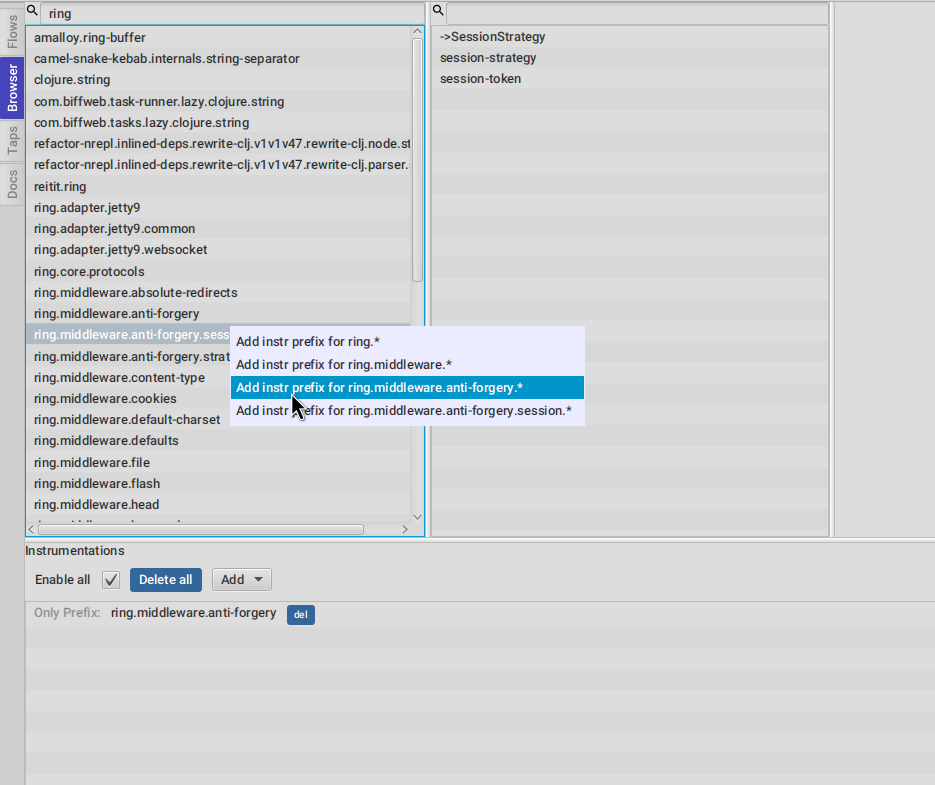 Flows
Browser
Taps
Docs
ring
amalloy.ring-buffer
camel-snake-kebab.internals.string-separator
clojure.string
com.biffweb.task-runner.lazy.clojure.string
com.biffweb.tasks.lazy.clojure.string
refactor-nrepl.inlined-deps.rewrite-clj.v1v1v47.rewrite-clj.node.st
refactor-nrepl.inlined-deps.rewrite-clj.v1v1v47.rewrite-clj.parser.
reitit.ring
ring.adapter.jetty9
ring.adapter.jetty9.common
ring.adapter.jetty9.websocket
ring.core.protocols
ring.middleware.absolute-redirects
ring.middleware.anti-forgery
ring.middleware.anti-forgery.sess
ring.middleware.anti-forgery.strat
ring.middleware.content-type
ring.middleware.cookies
ring.middleware.default-charset
ring.middleware.defaults
ring.middleware.file
ring.middleware.flash
ring.middleware.head
->SessionStrategy
session-strategy
session-token
Add instr prefix for ring.*
Add instr prefix for ring.middleware.*
Add instr prefix for ring.middleware.anti-forgery.*
Add instr prefix for ring.middleware.anti-forgery.session.*
Instrumentations
Enable all
Delete all
Add
Only Prefix: ring.middleware.anti-forgery del